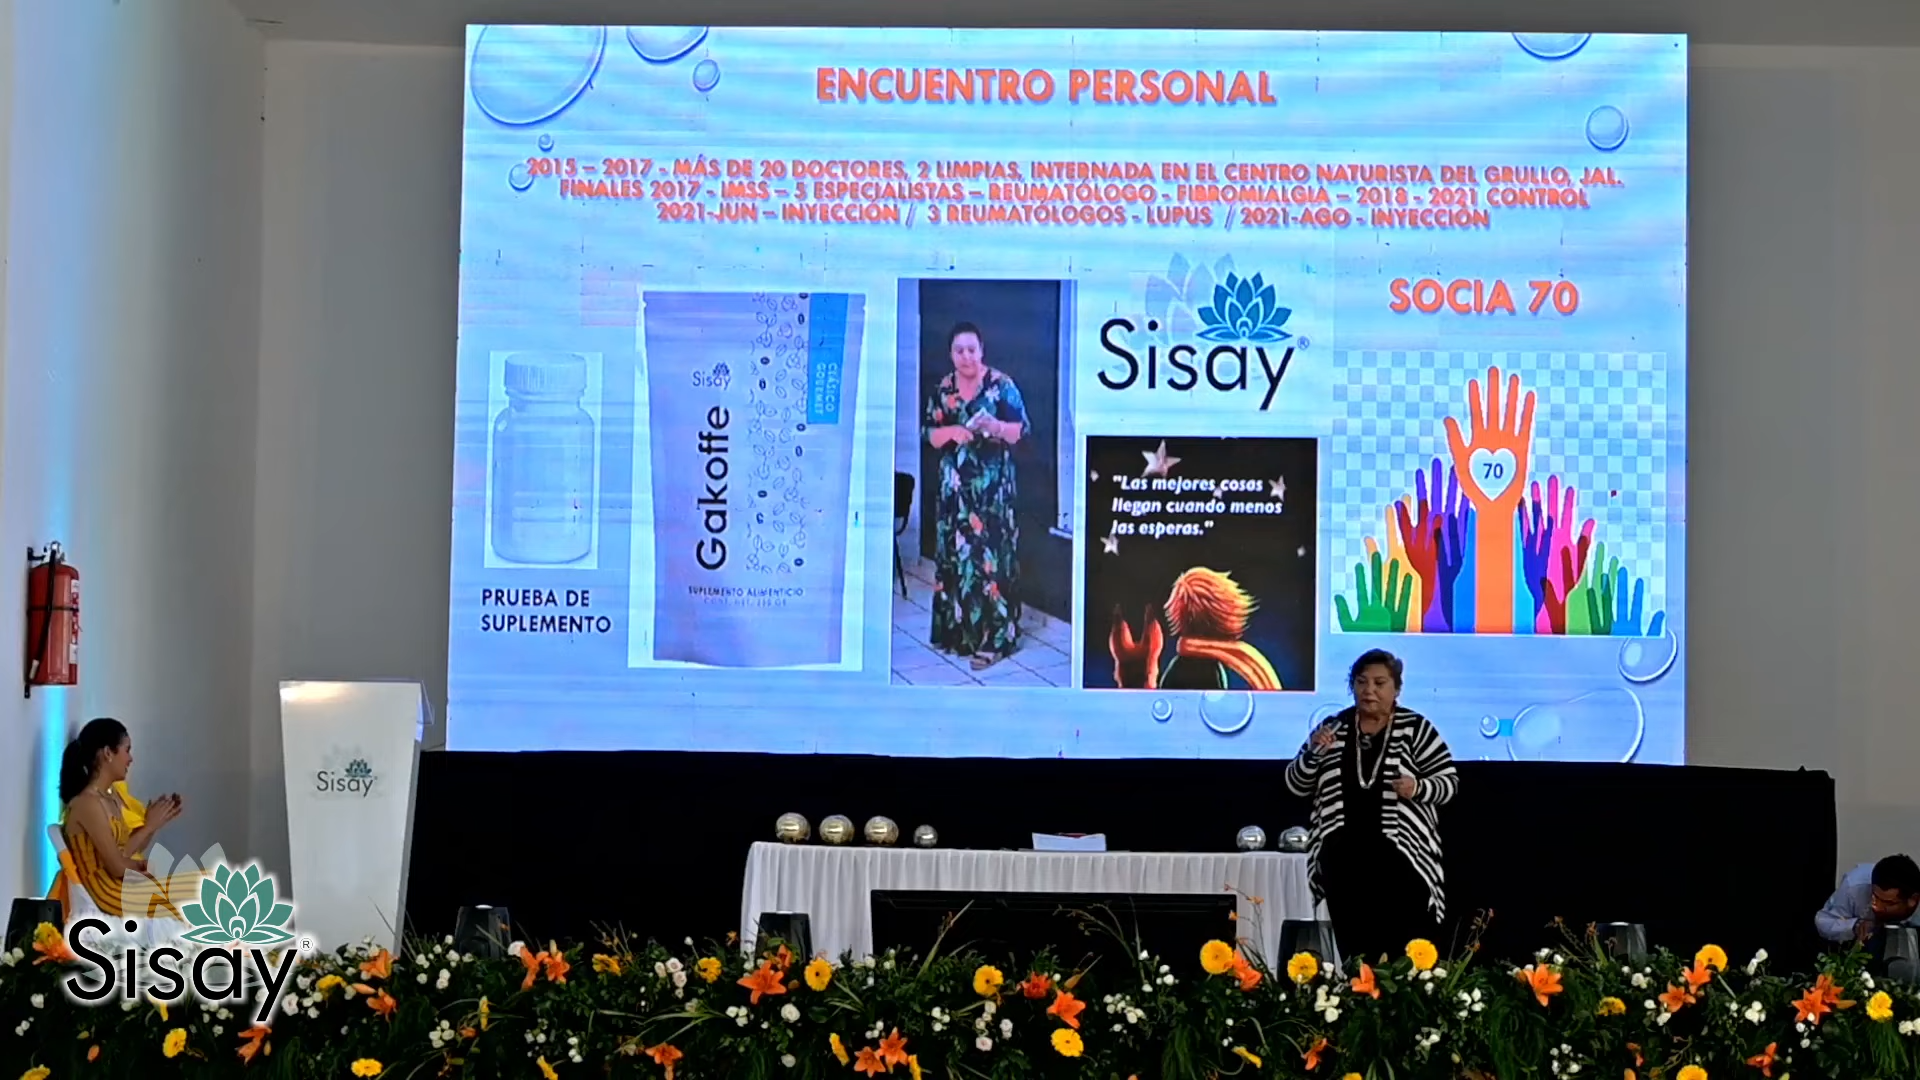 ENCUENTRO PERSONAL
2015 – 2017 - MÁS DE 20 DOCTORES, 2 LIMPIAS, INTERNADA EN EL CENTRO NATURISTA DEL GRULLO, JAL.
FINALES 2017 - IMSS – 5 ESPECIALISTAS – REUMATÓLOGO - FIBROMIALGIA – 2018 - 2021 CONTROL
2021-JUN – INYECCIÓN / 3 REUMATÓLOGOS - LUPUS / 2021-AGO - INYECCIÓN
PRUEBA DE
SUPLEMENTO
Sisay
Gakoffe
CLÁSICO
GOURMET
SUPLEMENTO ALIMENTICIO
Sisay®
"Las mejores cosas
llegan cuando menos
las esperas."
SOCIA 70
70
Sisay
Sisay®